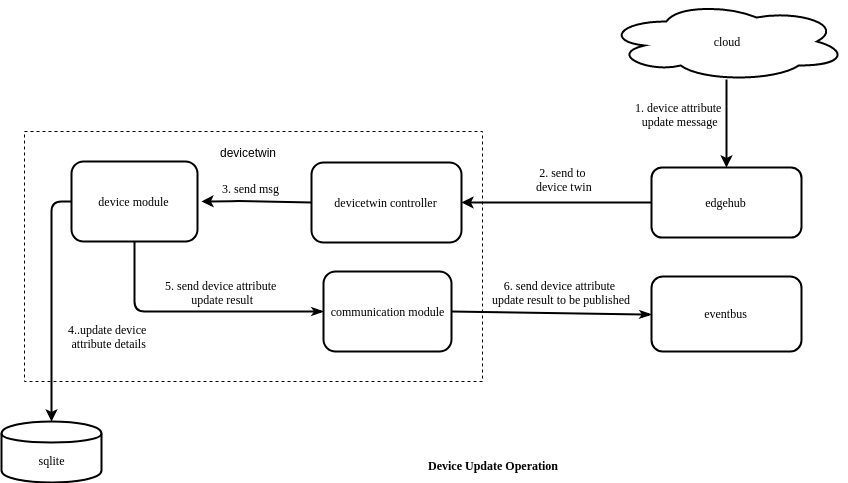 cloud
1. device attribute
update message
devicetwin
2. send to
device twin
3. send msg
device module
devicetwin controller
edgehub
5. send device attribute
update result
6. send device attribute
update result to be published
communication module
eventbus
4..update device
attribute details
sqlite
Device Update Operation